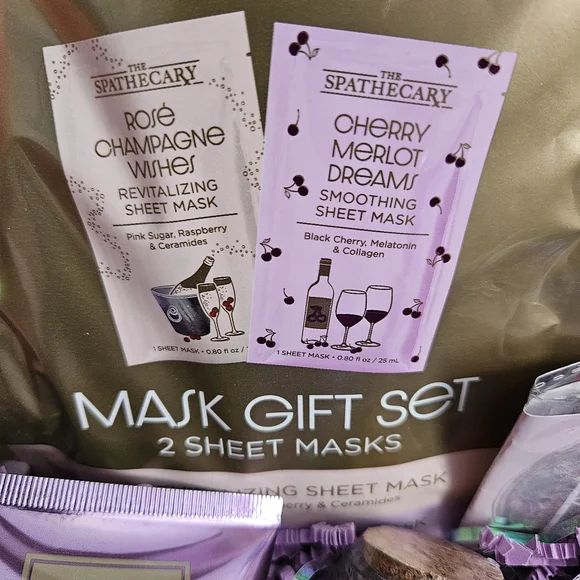 THE
SPATHECARY
ROSÉ
CHAMPAGNE
WISHES
REVITALIZING
SHEET MASK
Pink Sugar, Raspberry
& Ceramides
1 SHEET MASK • 0.80 fl oz /
THE
SPATHECARY
CHERRY
MERLOT
DREAMS
SMOOTHING
SHEET MASK
Black Cherry, Melatonin
& Collagen
1 SHEET MASK • 0.80 fl oz / 25 mL
MASK GIFT SET
2 SHEET MASKS
SHEET MASK
& Ceramides